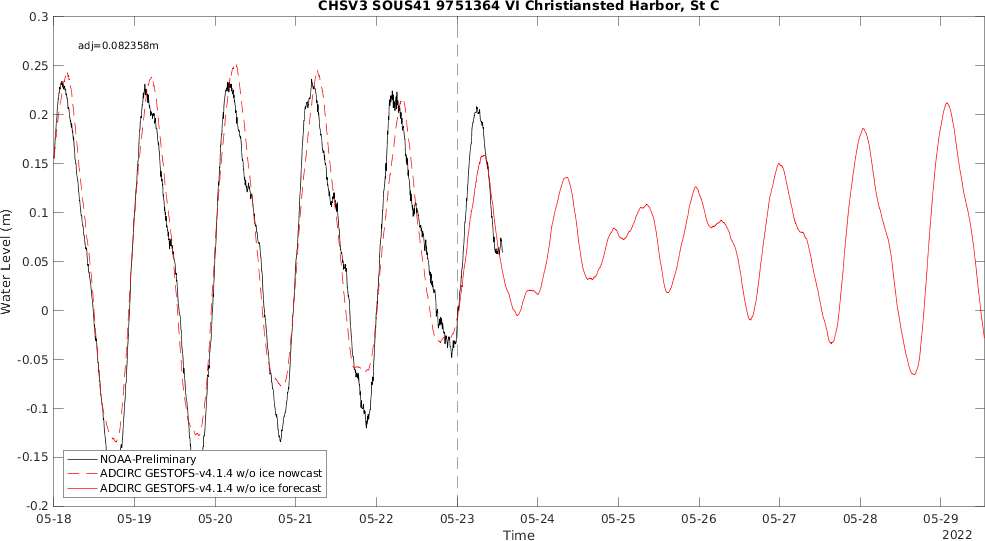 CHSV3 SOUS41 9751364 VI Christiansted Harbor, St C
adj=0.082358m
0.3
0.25
0.2
0.15
0.1
0.05
0
-0.05
-0.1
-0.15
-0.2
Water Level (m)
NOAA-Preliminary
ADCIRC GESTOFS-v4.1.4 w/o ice nowcast
ADCIRC GESTOFS-v4.1.4 w/o ice forecast
05-18 05-19 05-20 05-21 05-22 05-23 05-24 05-25 05-26 05-27 05-28 05-29
Time
2022